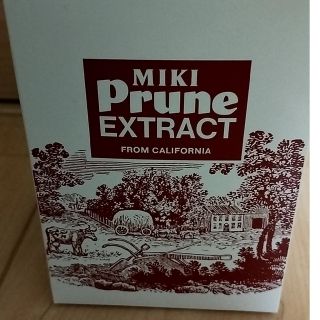 MIKI
Prune
EXTRACT
FROM CALIFORNIA